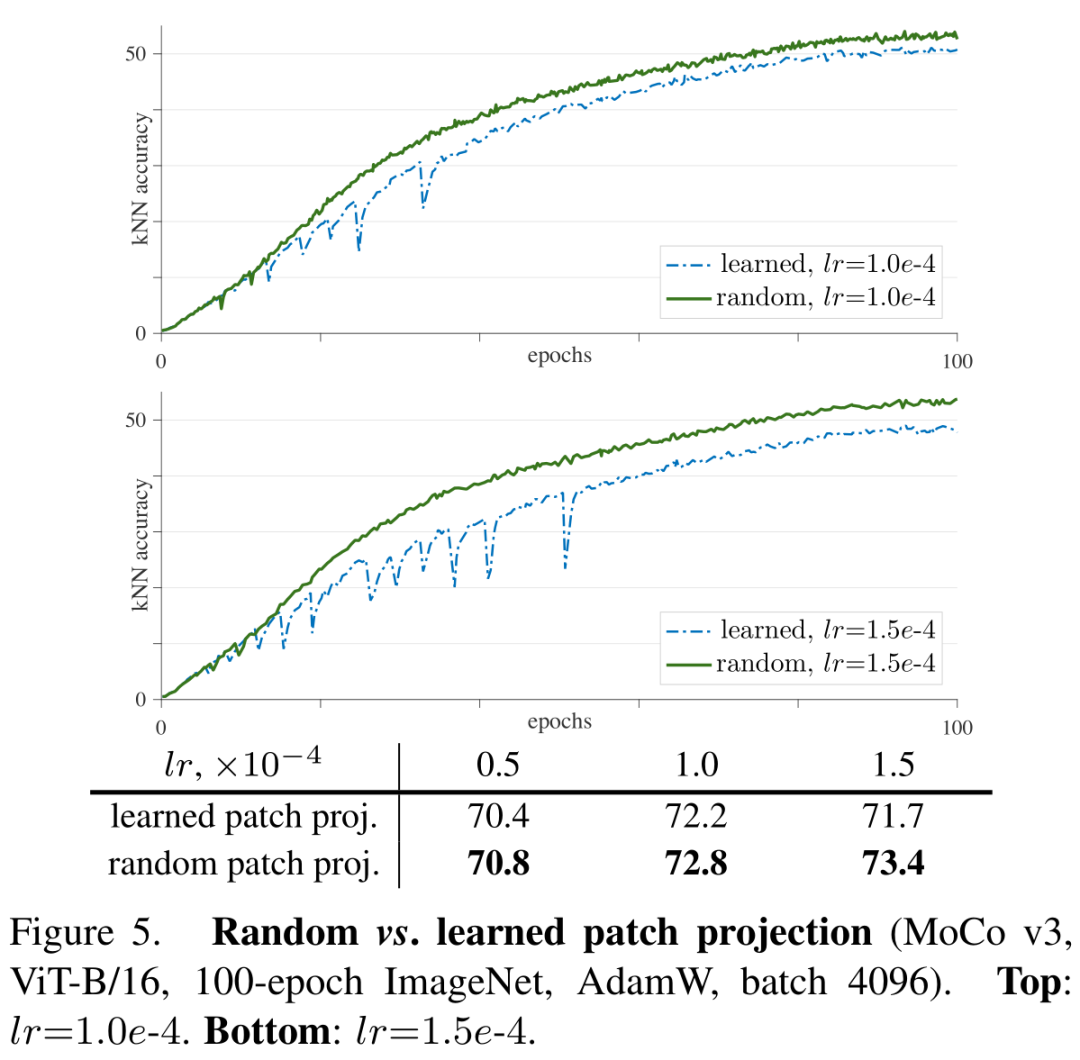 50
kNN accuracy
learned, lr=1.0e-4
random, lr=1.0e-4
0
0
epochs
100
50
kNN accuracy
learned, lr=1.5e-4
random, lr=1.5e-4
0
0
epochs
100
lr, ×10⁻⁴ 0.5 1.0 1.5
learned patch proj. 70.4 72.2 71.7
random patch proj. 70.8 72.8 73.4
Figure 5. Random vs. learned patch projection (MoCo v3,
ViT-B/16, 100-epoch ImageNet, AdamW, batch 4096). Top:
lr=1.0e-4. Bottom: lr=1.5e-4.